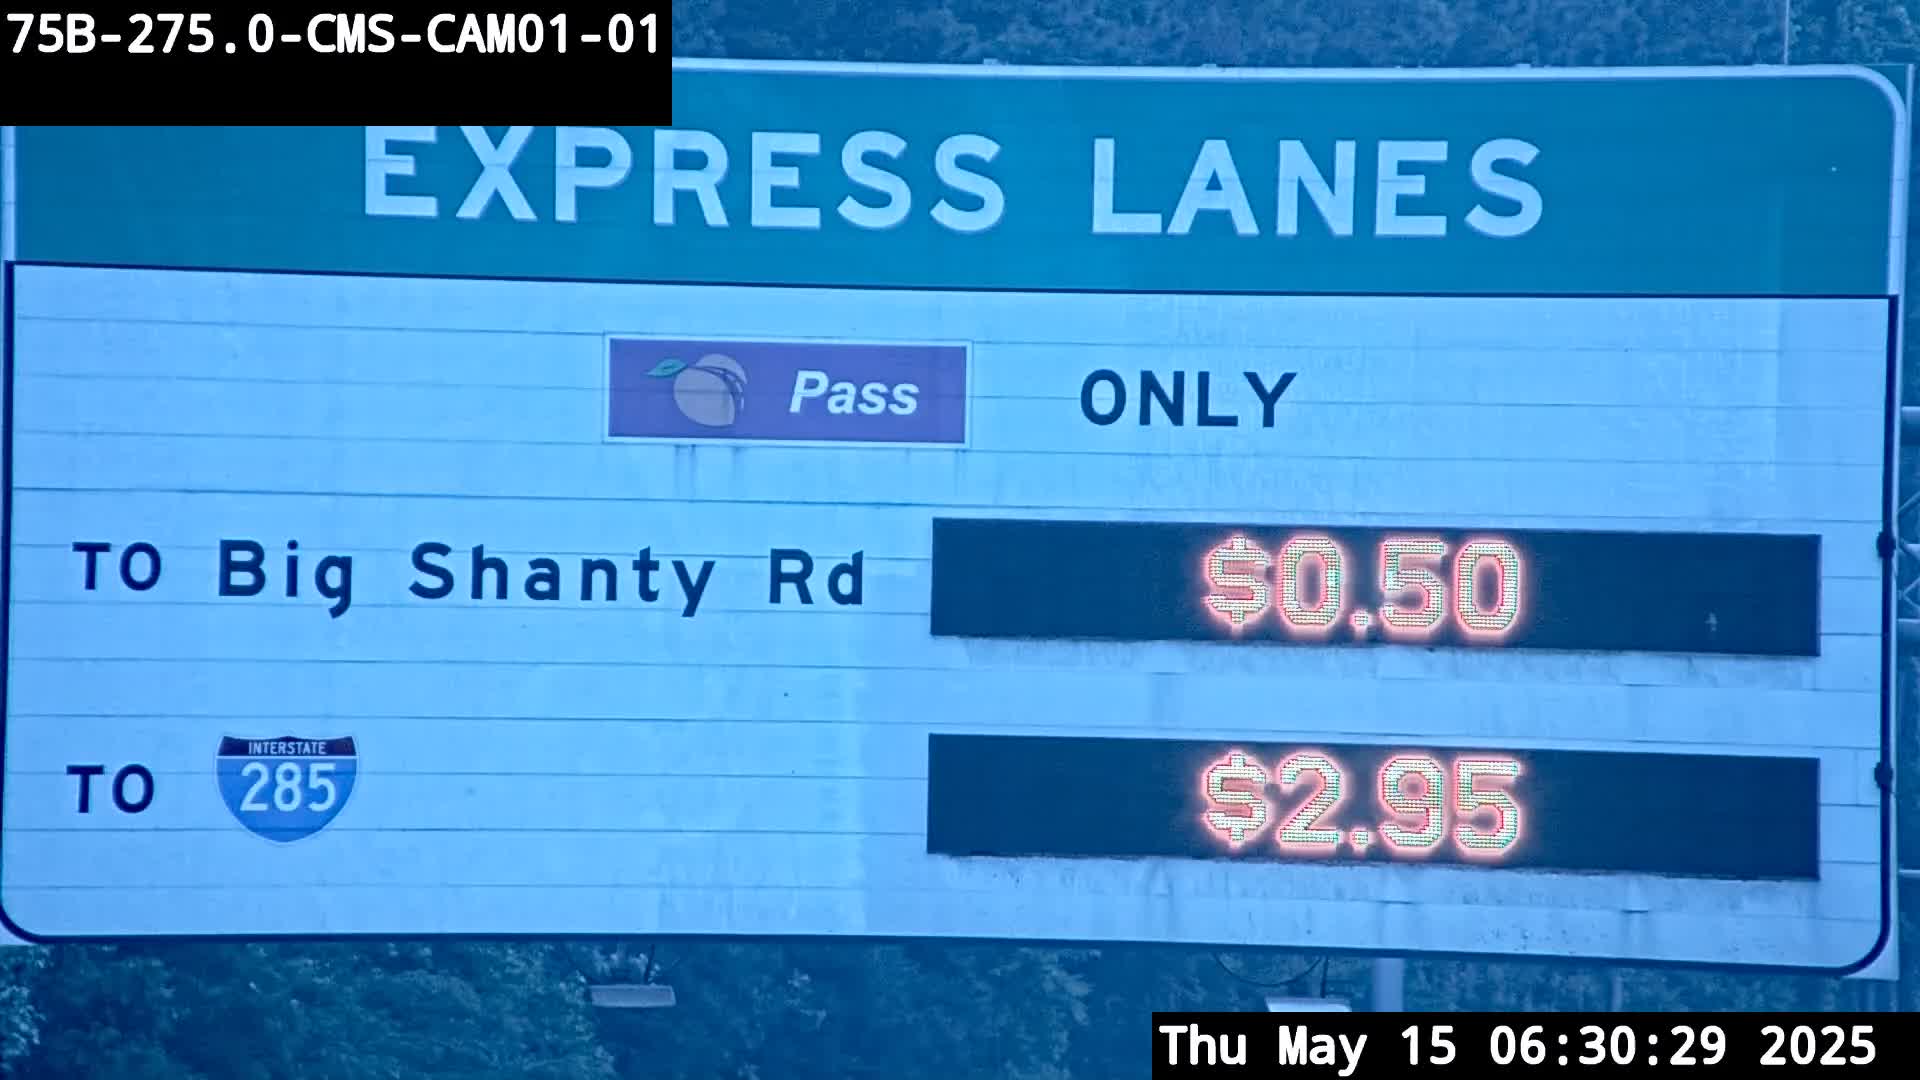 75B-275.0-CMS-CAM01-01
EXPRESS LANES
Pass ONLY
TO Big Shanty Rd $0.50
TO INTERSTATE 285 $2.95
Thu May 15 06:30:29 2025